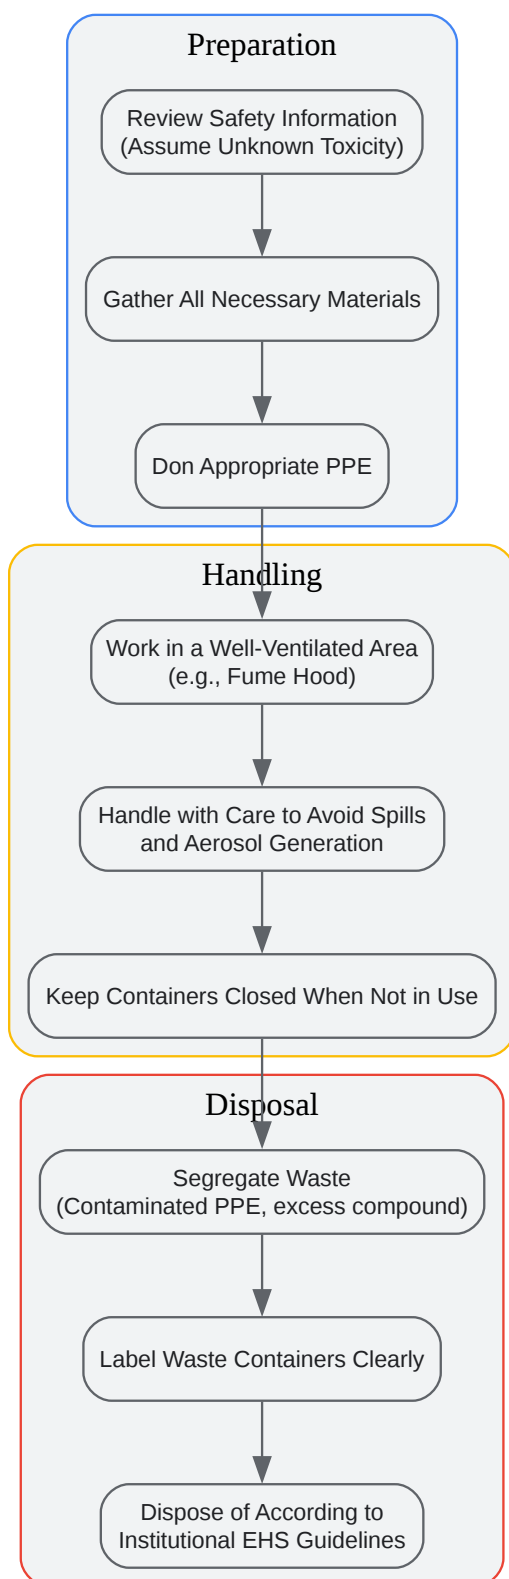 Preparation
Review Safety Information
(Assume Unknown Toxicity)
Gather All Necessary Materials
Don Appropriate PPE
Handling
Work in a Well-Ventilated Area
(e.g., Fume Hood)
Handle with Care to Avoid Spills
and Aerosol Generation
Keep Containers Closed When Not in Use
Disposal
Segregate Waste
(Contaminated PPE, excess compound)
Label Waste Containers Clearly
Dispose of According to
Institutional EHS Guidelines